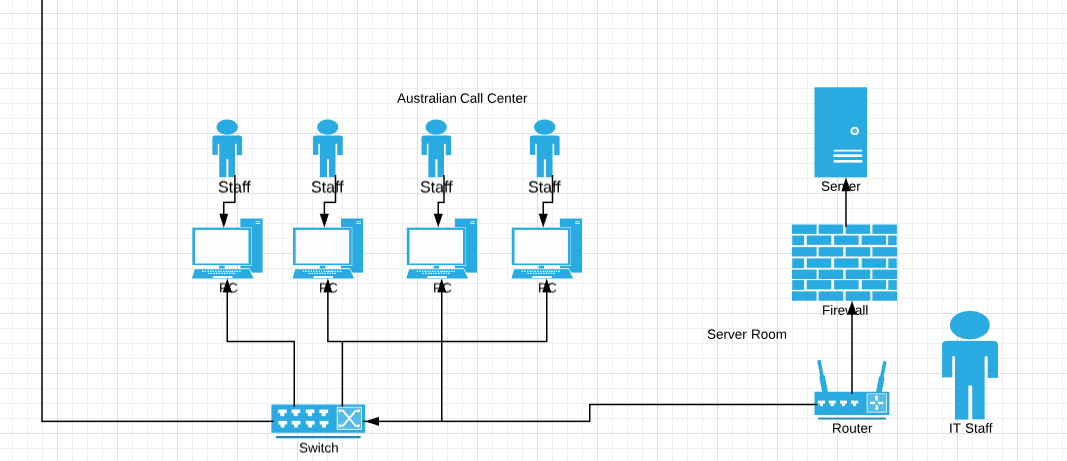 Australian Call Center
Staff
Staff
Staff
Staff
Server
PC
PC
PC
PC
Firewall
Server Room
Router
IT Staff
Switch